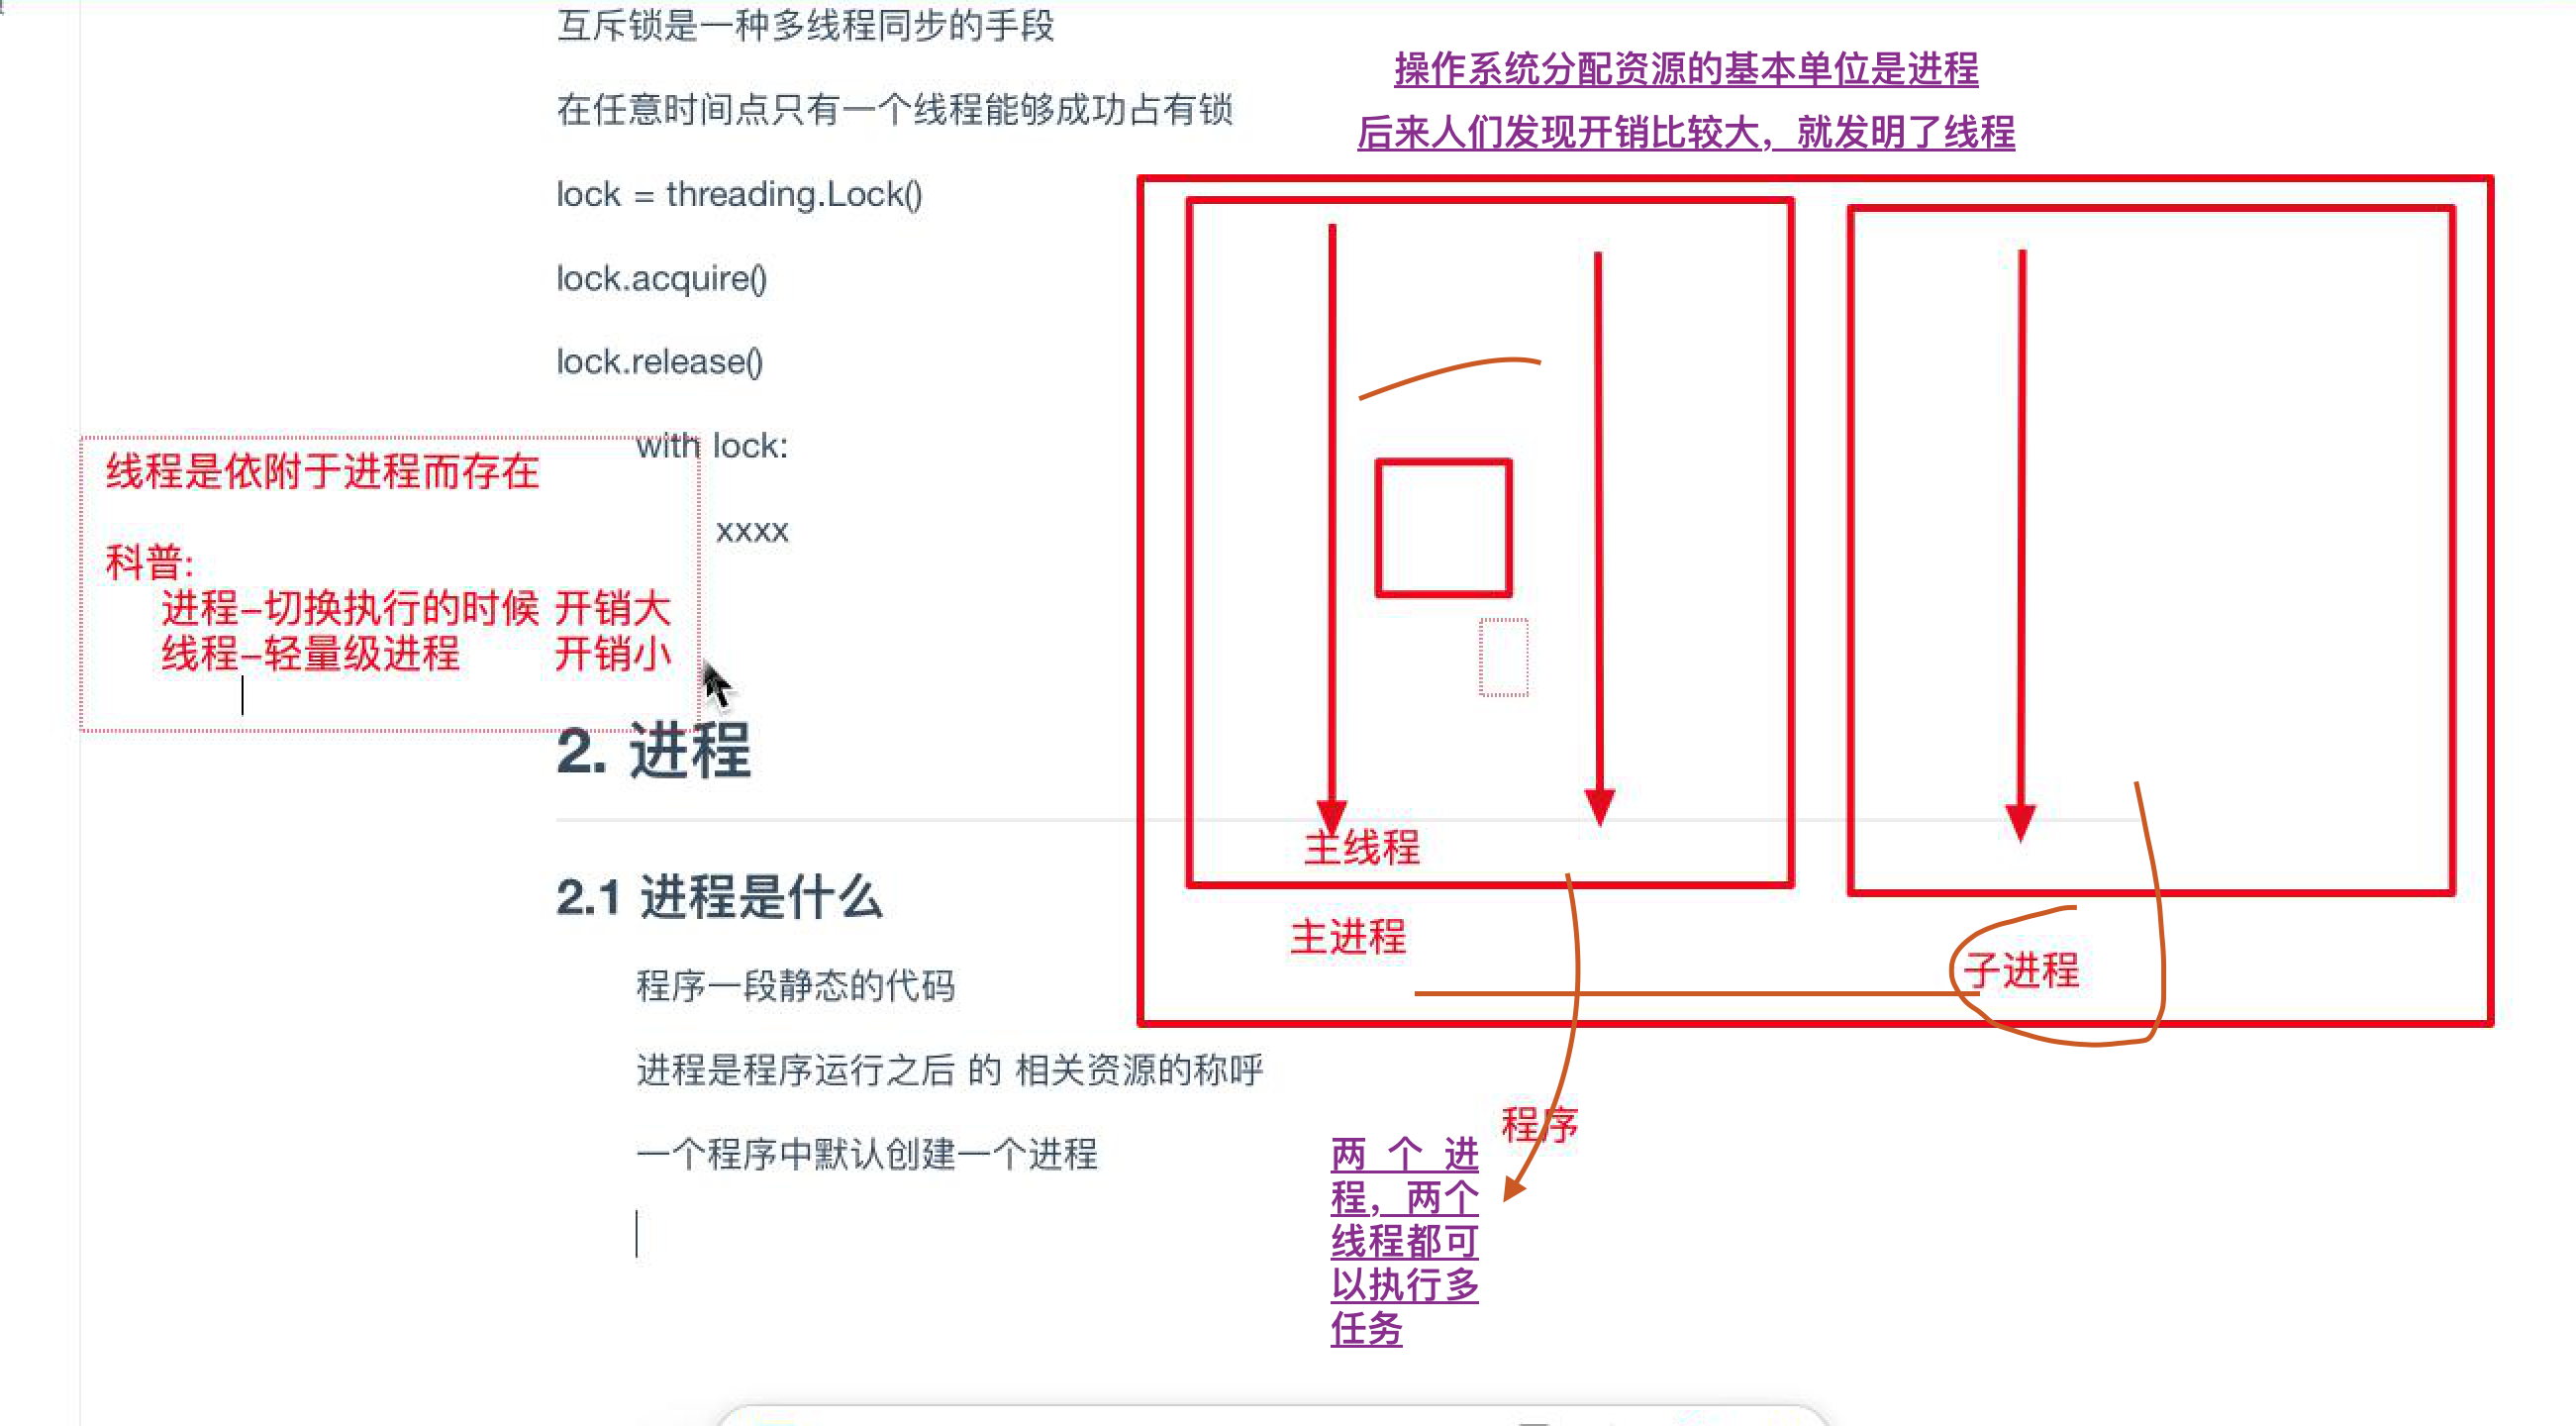 互斥锁是一种多线程同步的手段
在任意时间点只有一个线程能够成功占有锁
lock = threading.Lock()
lock.acquire()
lock.release()
with lock:
xxxx
线程是依附于进程而存在
科普:
进程-切换执行的时候 开销大
线程-轻量级进程 开销小
2. 进程
2.1 进程是什么
程序一段静态的代码
进程是程序运行之后 的 相关资源的称呼
一个程序中默认创建一个进程
操作系统分配资源的基本单位是进程
后来人们发现开销比较大，就发明了线程
主线程
主进程
子进程
程序
两个进
程，两个
线程都可
以执行多
任务